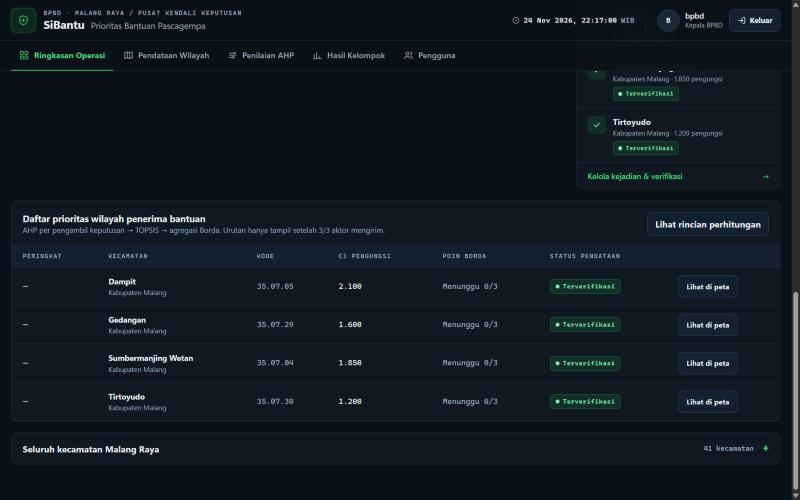 BPBD · MALANG RAYA / PUSAT KENDALI KEPUTUSAN
SiBantu Prioritas Bantuan Pascagempa
24 Nov 2026, 22:17:00 WIB
B
bpbd
Kepala BPBD
Keluar
Ringkasan Operasi
Pendataan Wilayah
Penilaian AHP
Hasil Kelompok
Pengguna
Kabupaten Malang · 1.850 pengungsi
Terverifikasi
Tirtoyudo
Kabupaten Malang · 1.200 pengungsi
Terverifikasi
Kelola kejadian & verifikasi →
Daftar prioritas wilayah penerima bantuan
AHP per pengambil keputusan → TOPSIS → agregasi Borda. Urutan hanya tampil setelah 3/3 aktor mengirim.
Lihat rincian perhitungan
PERINGKAT KECAMATAN KODE C1 PENGUNGSI POIN BORDA STATUS PENDATAAN
— Dampit 35.07.05 2.100 Menunggu 0/3 Terverifikasi Lihat di peta
Kabupaten Malang
— Gedangan 35.07.29 1.600 Menunggu 0/3 Terverifikasi Lihat di peta
Kabupaten Malang
— Sumbermanjing Wetan 35.07.04 1.850 Menunggu 0/3 Terverifikasi Lihat di peta
Kabupaten Malang
— Tirtoyudo 35.07.30 1.200 Menunggu 0/3 Terverifikasi Lihat di peta
Kabupaten Malang
Seluruh kecamatan Malang Raya
41 kecamatan +